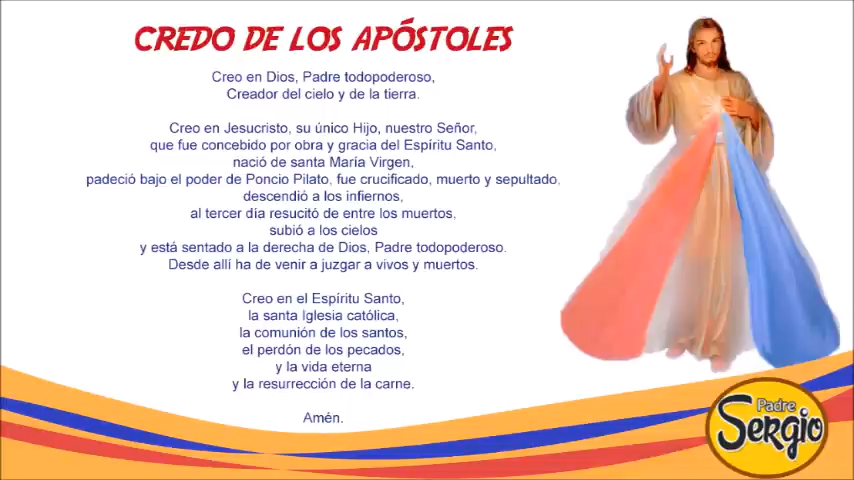 CREDO DE LOS APÓSTOLES
Creo en Dios, Padre todopoderoso,
Creador del cielo y de la tierra.
Creo en Jesucristo, su único Hijo, nuestro Señor,
que fue concebido por obra y gracia del Espíritu Santo,
nació de santa María Virgen,
padeció bajo el poder de Poncio Pilato, fue crucificado, muerto y sepultado,
descendió a los infiernos,
al tercer día resucitó de entre los muertos,
subió a los cielos
y está sentado a la derecha de Dios, Padre todopoderoso.
Desde allí ha de venir a juzgar a vivos y muertos.
Creo en el Espíritu Santo,
la santa Iglesia católica,
la comunión de los santos,
el perdón de los pecados,
y la vida eterna
y la resurrección de la carne.
Amén.
Padre
Sergio